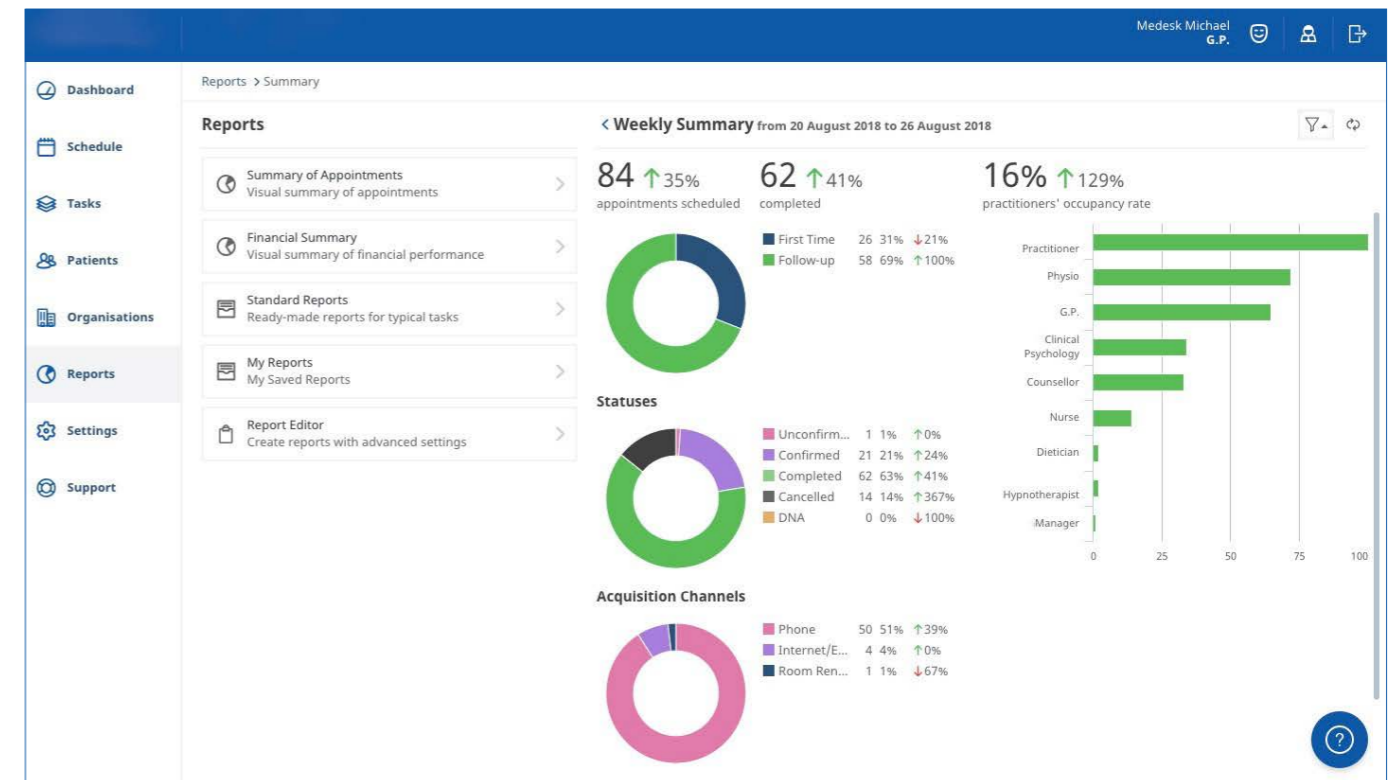 Medesk Michael
G.P.
Dashboard
Schedule
Tasks
Patients
Organisations
Reports
Settings
Support
Reports > Summary
Reports
Summary of Appointments
Visual summary of appointments
Financial Summary
Visual summary of financial performance
Standard Reports
Ready-made reports for typical tasks
My Reports
My Saved Reports
Report Editor
Create reports with advanced settings
< Weekly Summary from 20 August 2018 to 26 August 2018
84 ↑ 35%
appointments scheduled
62 ↑ 41%
completed
16% ↑ 129%
practitioners' occupancy rate
First Time 26 31% ↓21%
Follow-up 58 69% ↑100%
Statuses
Unconfirm... 1 1% ↑0%
Confirmed 21 21% ↑24%
Completed 62 63% ↑41%
Cancelled 14 14% ↑367%
DNA 0 0% ↓100%
Acquisition Channels
Phone 50 51% ↑39%
Internet/E... 4 4% ↑0%
Room Ren... 1 1% ↓67%
Practitioner
Physio
G.P.
Clinical
Psychology
Counsellor
Nurse
Dietician
Hypnotherapist
Manager
0 25 50 75 100
?